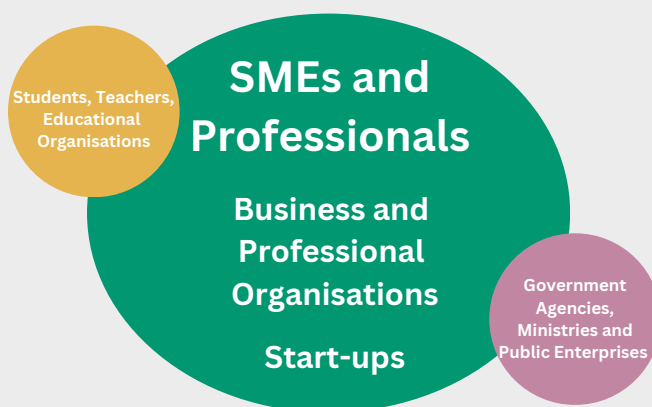 SMEs and
Professionals
Students, Teachers,
Educational
Organisations
Business and
Professional
Organisations
Start-ups
Government
Agencies,
Ministries and
Public Enterprises